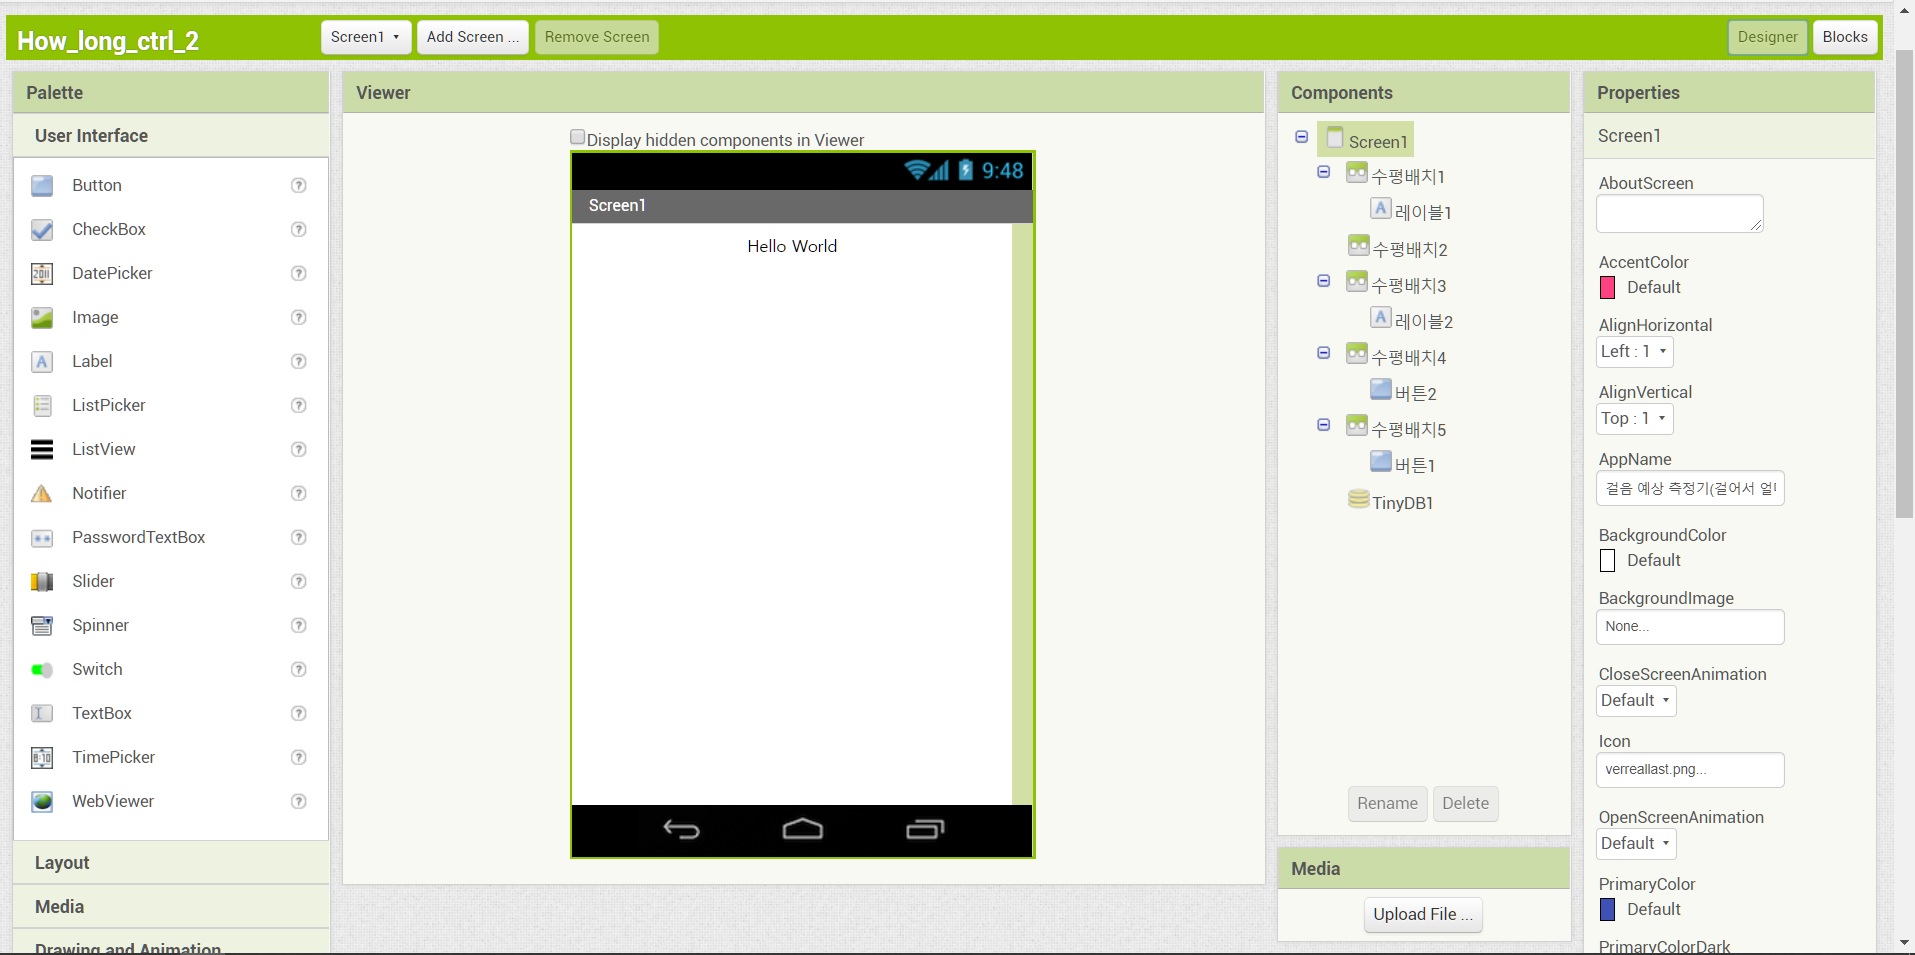 How_long_ctrl_2
Screen1
Add Screen ...
Remove Screen
Designer
Blocks
Palette
User Interface
Button
CheckBox
DatePicker
Image
Label
ListPicker
ListView
Notifier
PasswordTextBox
Slider
Spinner
Switch
TextBox
TimePicker
WebViewer
Layout
Media
Drawing and Animation
Viewer
Display hidden components in Viewer
9:48
Screen1
Hello World
Components
Screen1
수평배치1
레이블1
수평배치2
수평배치3
레이블2
수평배치4
버튼2
수평배치5
버튼1
TinyDB1
Rename
Delete
Media
Upload File ...
Properties
Screen1
AboutScreen
AccentColor
Default
AlignHorizontal
Left : 1
AlignVertical
Top : 1
AppName
걸음 예상 측정기(걸어서
BackgroundColor
Default
BackgroundImage
None...
CloseScreenAnimation
Default
Icon
verreallast.png...
OpenScreenAnimation
Default
PrimaryColor
Default
PrimaryColorDark